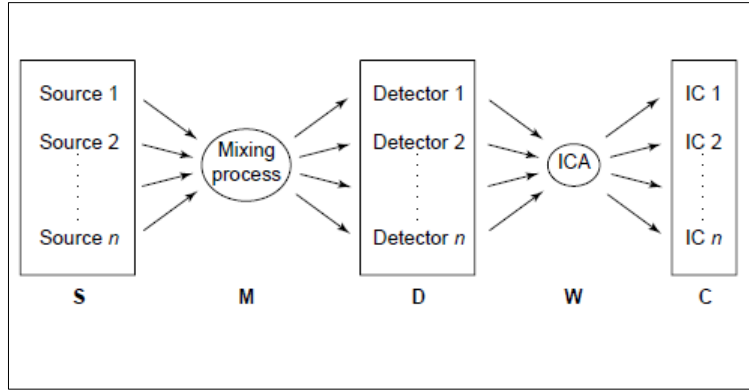 Source 1
Source 2
Source n
Mixing
process
Detector 1
Detector 2
Detector n
ICA
IC 1
IC 2
IC n
S
M
D
W
C